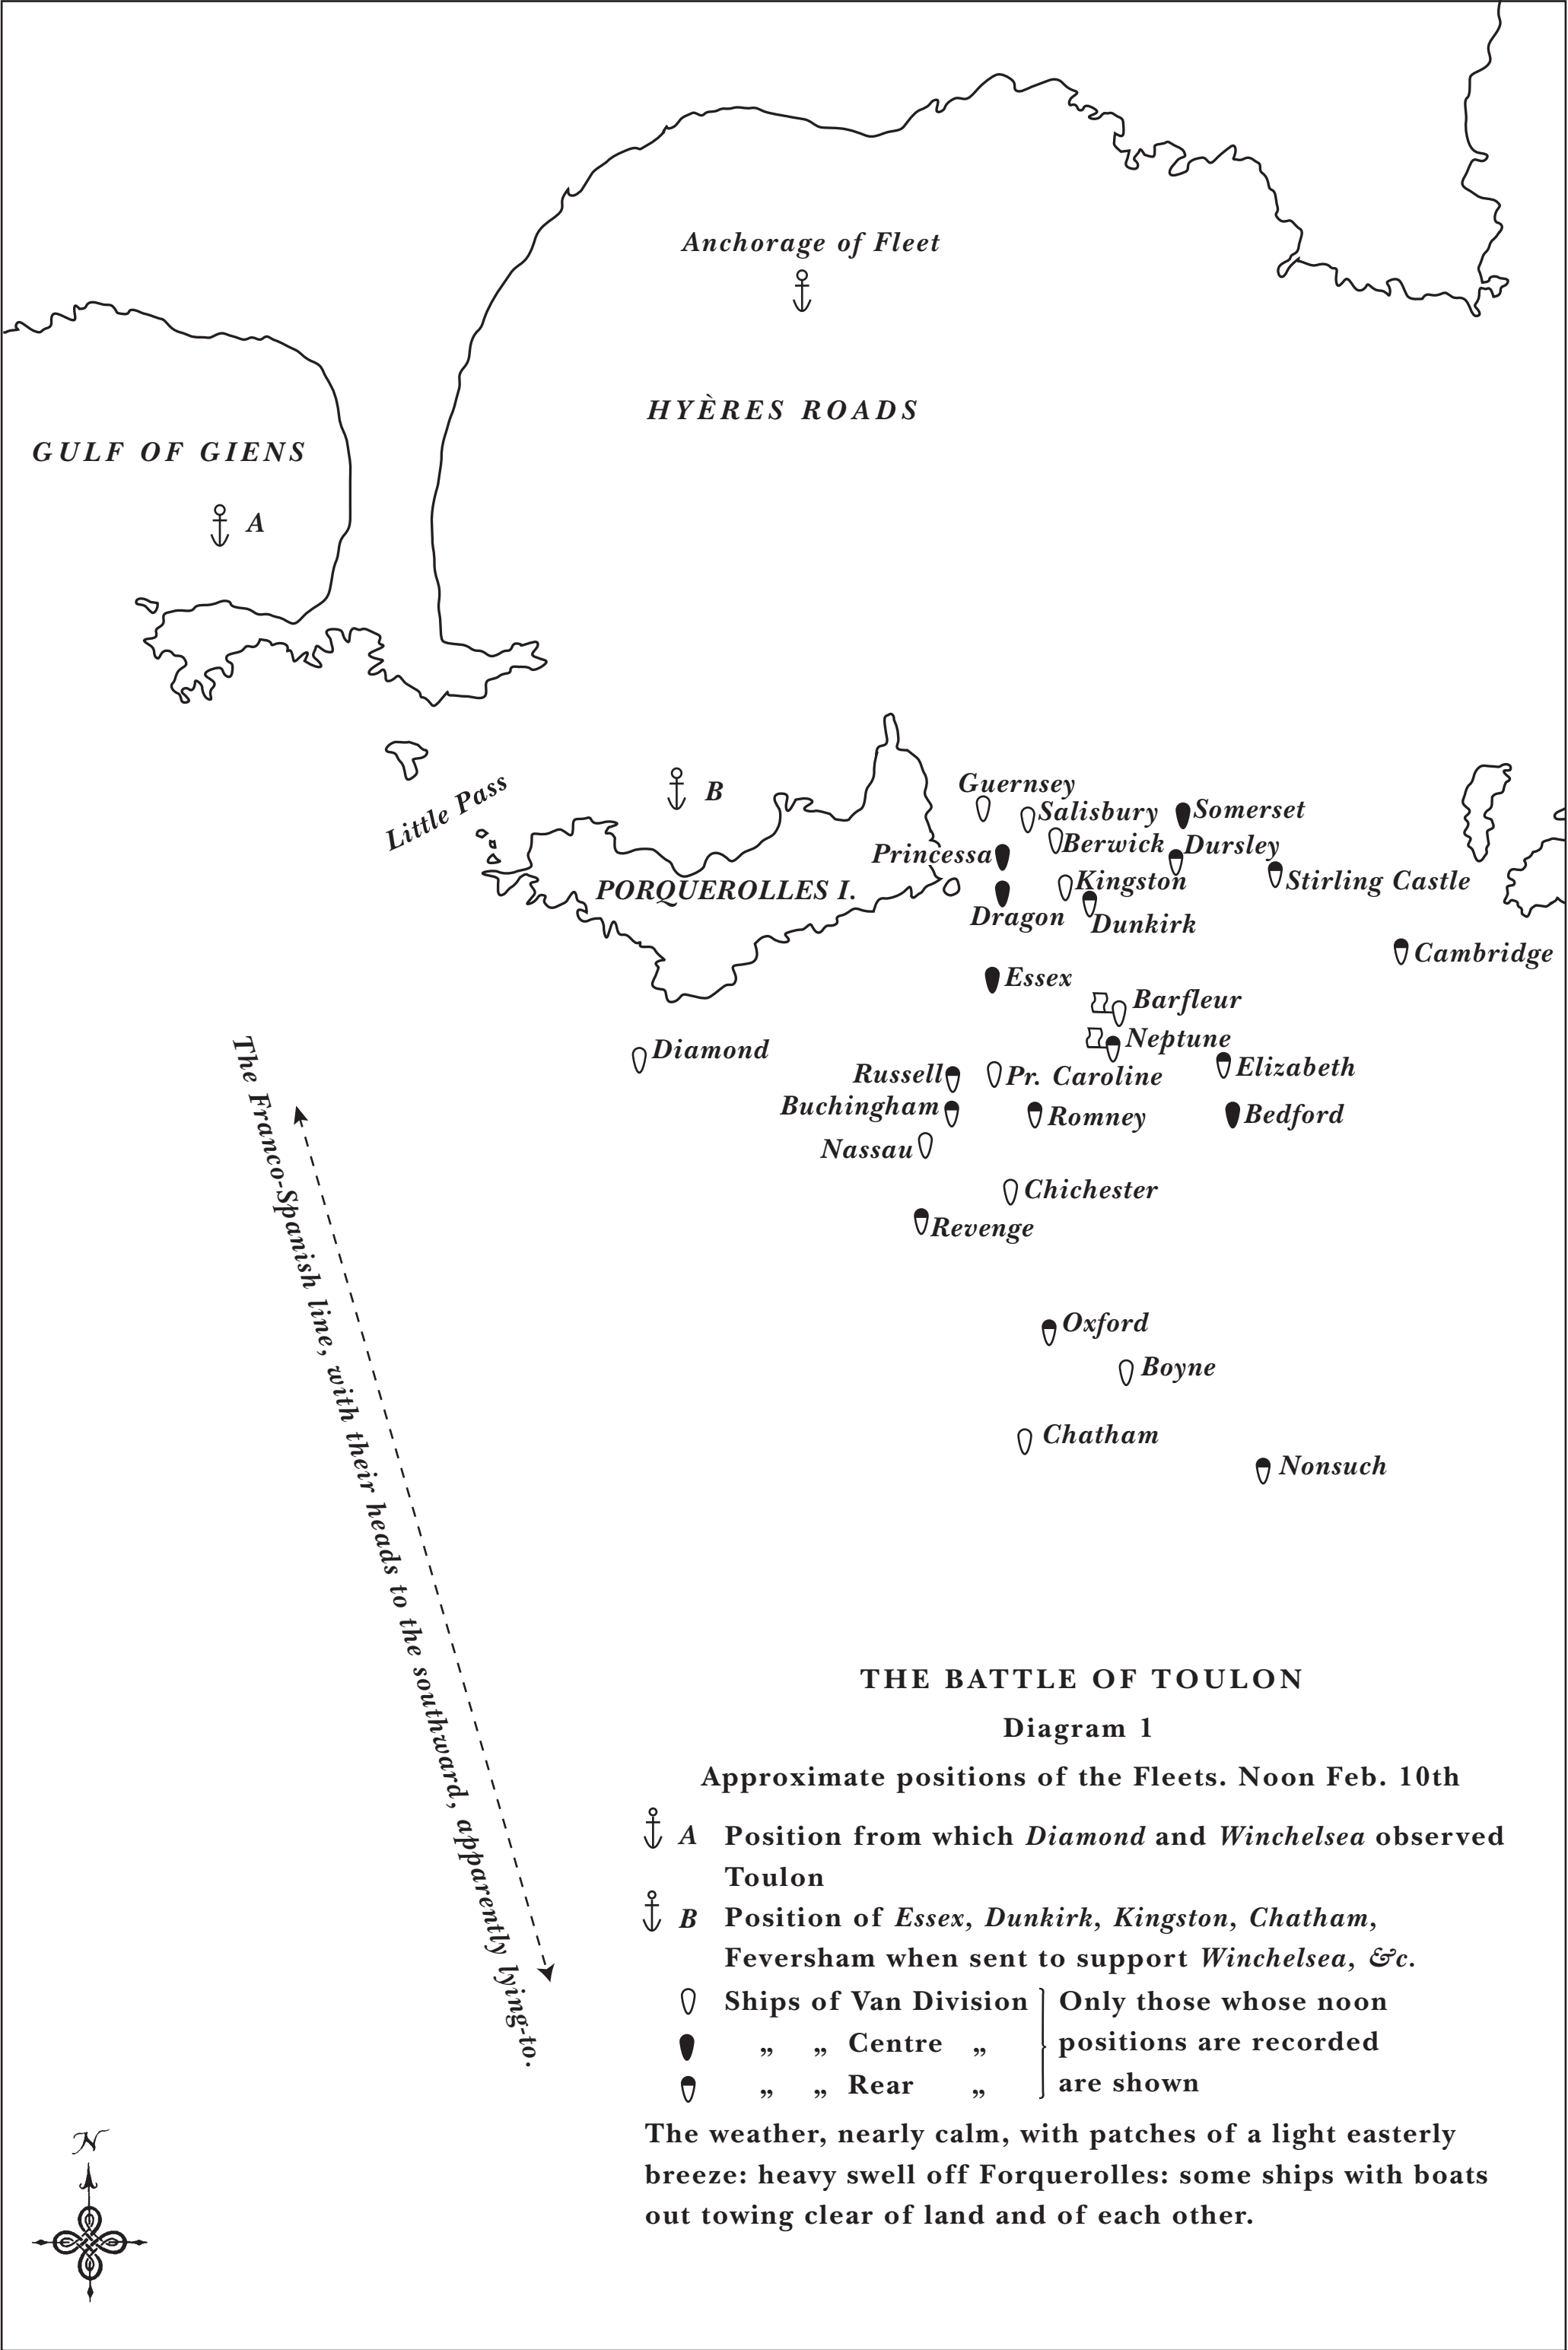 Anchorage of Fleet
HYÈRES ROADS
GULF OF GIENS
A
Little Pass
B
PORQUEROLLES I.
Guernsey
Salisbury
Somerset
Berwick
Dursley
Princessa
Kingston
Stirling Castle
Dragon
Dunkirk
Cambridge
Essex
Barfleur
Neptune
Diamond
Russell
Pr. Caroline
Elizabeth
Buchingham
Romney
Bedford
Nassau
Chichester
Revenge
Oxford
Boyne
Chatham
Nonsuch
The Franco-Spanish line, with their heads to the southward, apparently lying-to.
THE BATTLE OF TOULON
Diagram 1
Approximate positions of the Fleets. Noon Feb. 10th
A Position from which Diamond and Winchelsea observed
Toulon
B Position of Essex, Dunkirk, Kingston, Chatham,
Feversham when sent to support Winchelsea, &c.
Ships of Van Division
„ „ Centre „
„ „ Rear „
Only those whose noon
positions are recorded
are shown
The weather, nearly calm, with patches of a light easterly
breeze: heavy swell off Forquerolles: some ships with boats
out towing clear of land and of each other.
N